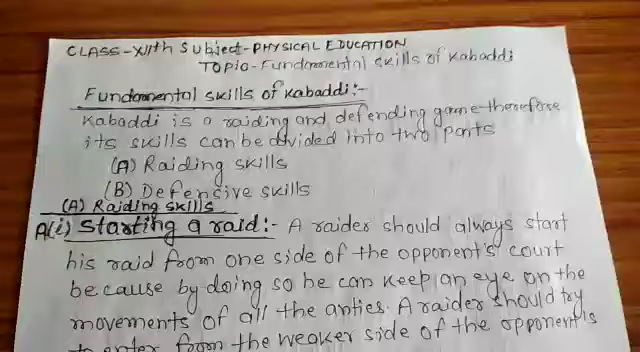 CLASS-XIIth Subject-PHYSICAL EDUCATION
TOPIC-Fundamental skills of Kabaddi
Fundamental skills of Kabaddi:-
Kabaddi is a raiding and defending game therefore
its skills can be divided into two parts
(A) Raiding skills
(B) Defensive skills
(A) Raiding skills
A(i) Starting a raid:- A raider should always start
his raid from one side of the opponent's court
because by doing so he can keep an eye on the
movements of all the anties. A raider should try
to enter from the weaker side of the opponent's